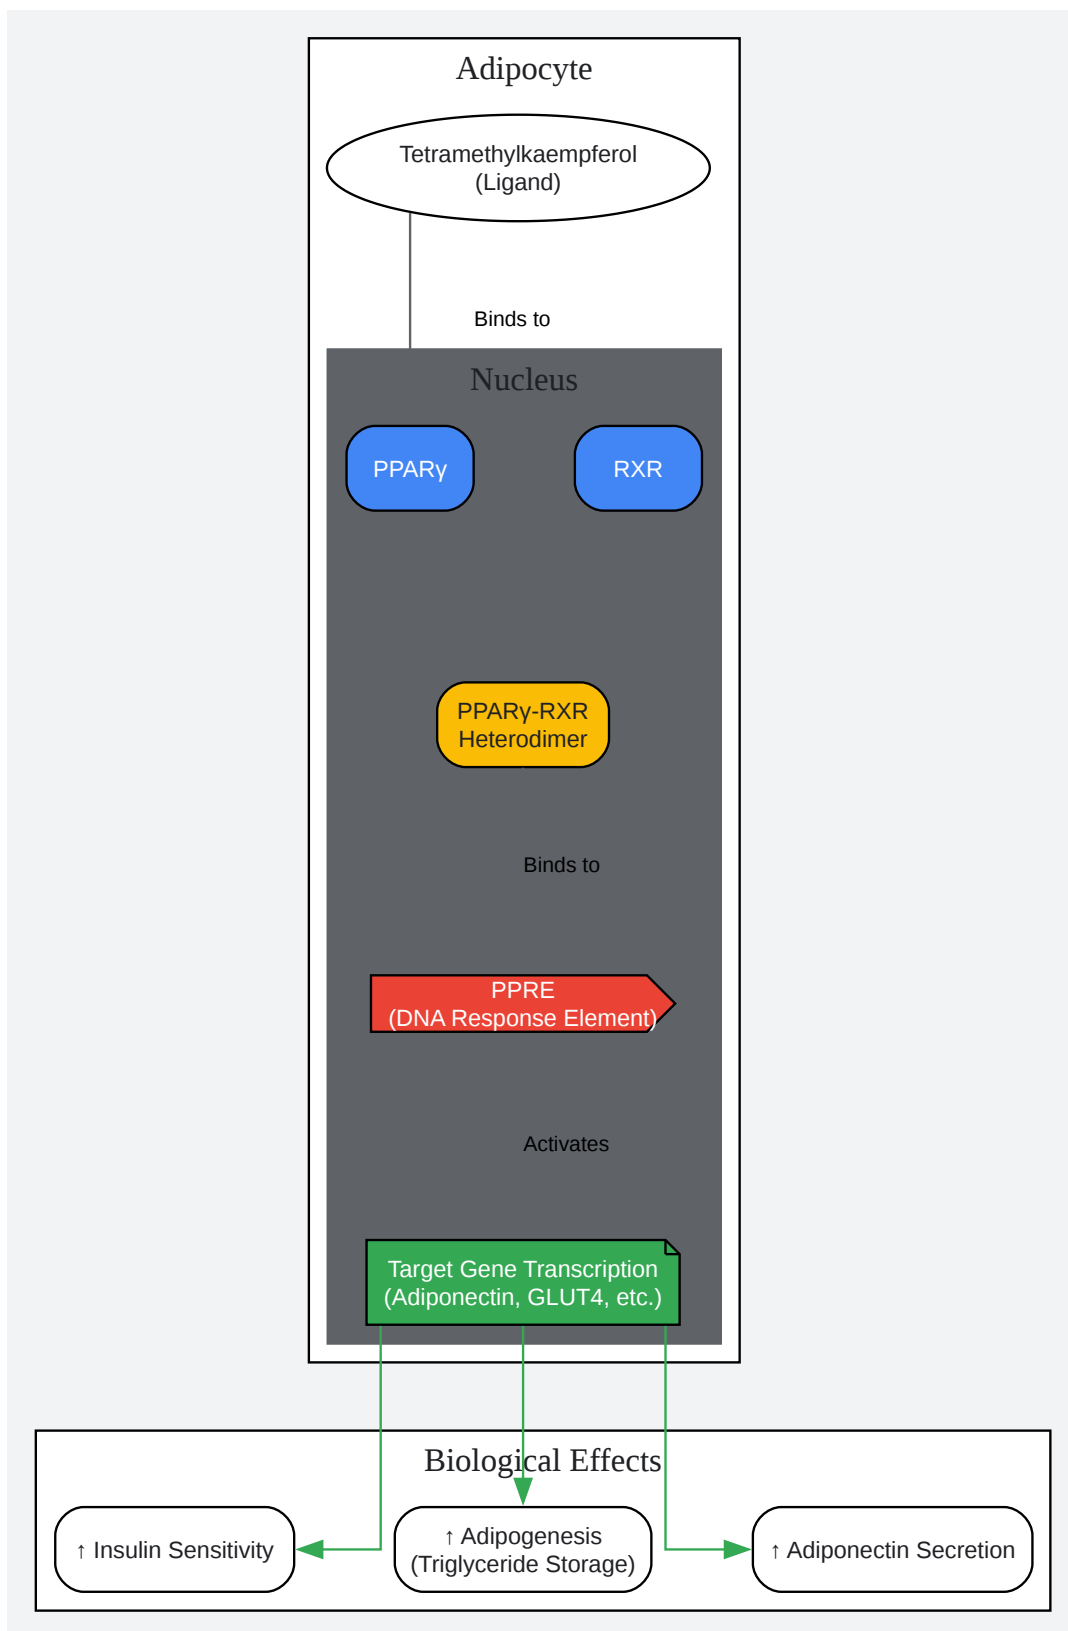 Adipocyte
Tetramethylkaempferol
(Ligand)
Binds to
Nucleus
PPARγ
RXR
PPARγ-RXR
Heterodimer
Binds to
PPRE
(DNA Response Element)
Activates
Target Gene Transcription
(Adiponectin, GLUT4, etc.)
Biological Effects
↑ Insulin Sensitivity
↑ Adipogenesis
(Triglyceride Storage)
↑ Adiponectin Secretion